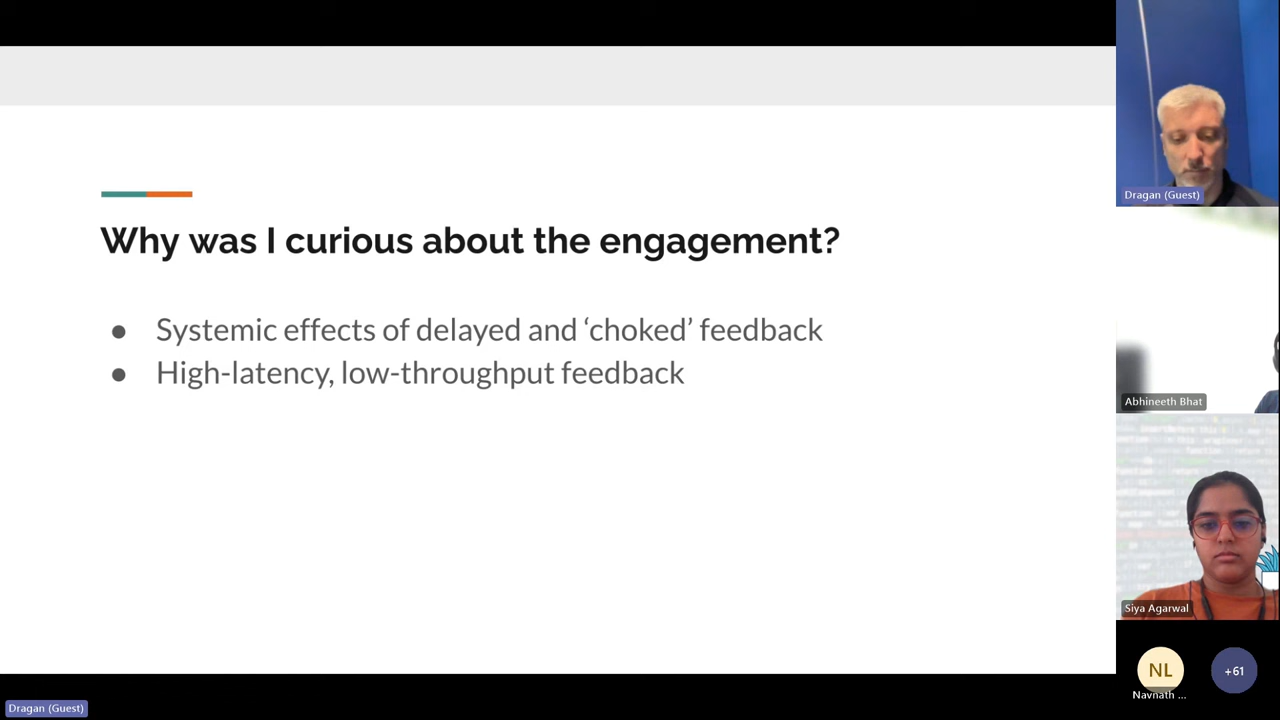 Why was I curious about the engagement?
● Systemic effects of delayed and ‘choked’ feedback
● High-latency, low-throughput feedback
Dragan (Guest)
Abhineeth Bhat
Siya Agarwal
NL
Navnath ...
+61
Dragan (Guest)